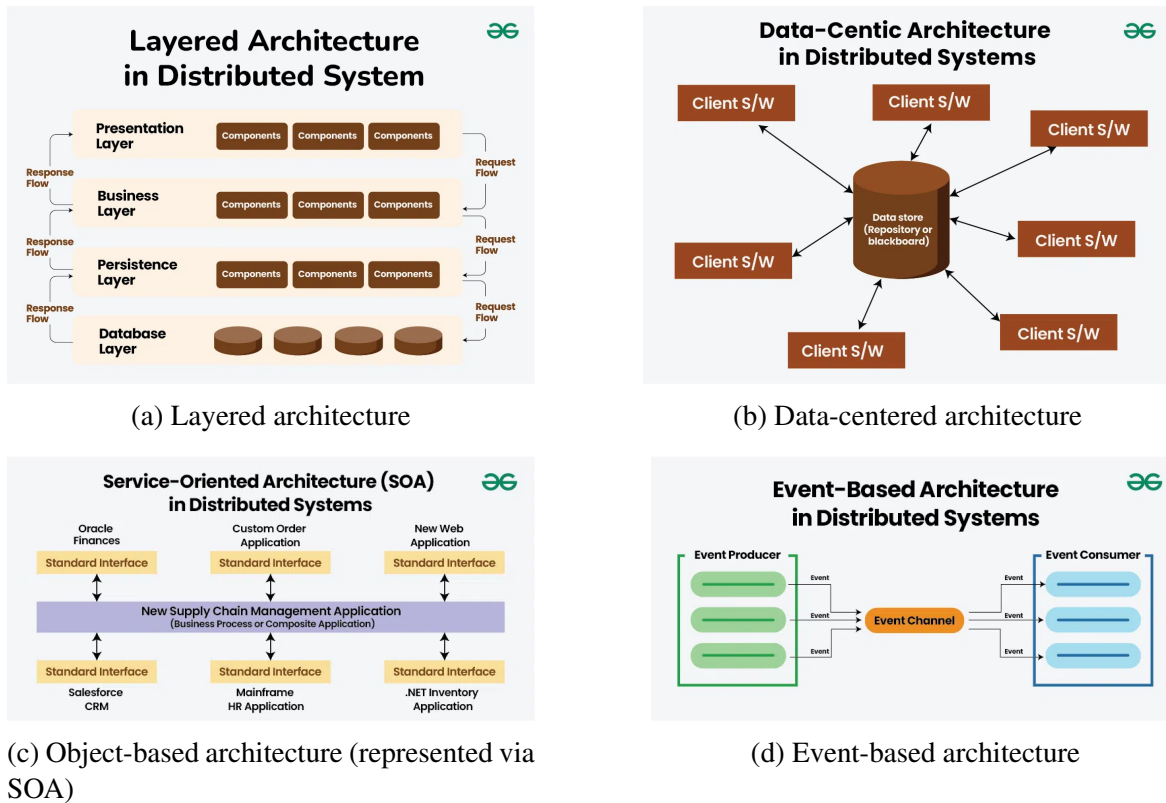 Layered Architecture
in Distributed System
Presentation
Layer
Components Components Components
Response
Flow
Request
Flow
Business
Layer
Components Components Components
Response
Flow
Request
Flow
Persistence
Layer
Components Components Components
Response
Flow
Request
Flow
Database
Layer
(a) Layered architecture
Data-Centic Architecture
in Distributed Systems
Client S/W
Client S/W
Client S/W
Data store
(Repository or
blackboard)
Client S/W
Client S/W
Client S/W
Client S/W
(b) Data-centered architecture
Service-Oriented Architecture (SOA)
in Distributed Systems
Oracle
Finances
Custom Order
Application
New Web
Application
Standard Interface Standard Interface Standard Interface
New Supply Chain Management Application
(Business Process or Composite Application)
Standard Interface Standard Interface Standard Interface
Salesforce
CRM
Mainframe
HR Application
.NET Inventory
Application
(c) Object-based architecture (represented via
SOA)
Event-Based Architecture
in Distributed Systems
Event Producer
Event Consumer
Event
Event
Event
Event Channel
Event
Event
Event
(d) Event-based architecture